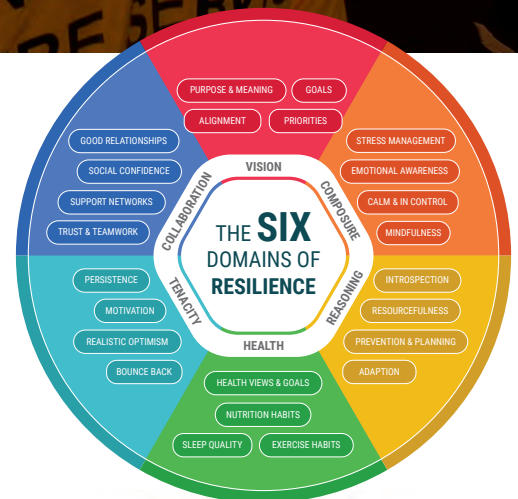 RE SER
PURPOSE & MEANING
GOALS
ALIGNMENT
PRIORITIES
GOOD RELATIONSHIPS
SOCIAL CONFIDENCE
SUPPORT NETWORKS
TRUST & TEAMWORK
STRESS MANAGEMENT
EMOTIONAL AWARENESS
CALM & IN CONTROL
MINDFULNESS
VISION
COLLABORATION
COMPOSURE
THE SIX
DOMAINS OF
RESILIENCE
TENACITY
REASONING
HEALTH
PERSISTENCE
MOTIVATION
REALISTIC OPTIMISM
BOUNCE BACK
INTROSPECTION
RESOURCEFULNESS
PREVENTION & PLANNING
ADAPTION
HEALTH VIEWS & GOALS
NUTRITION HABITS
SLEEP QUALITY
EXERCISE HABITS